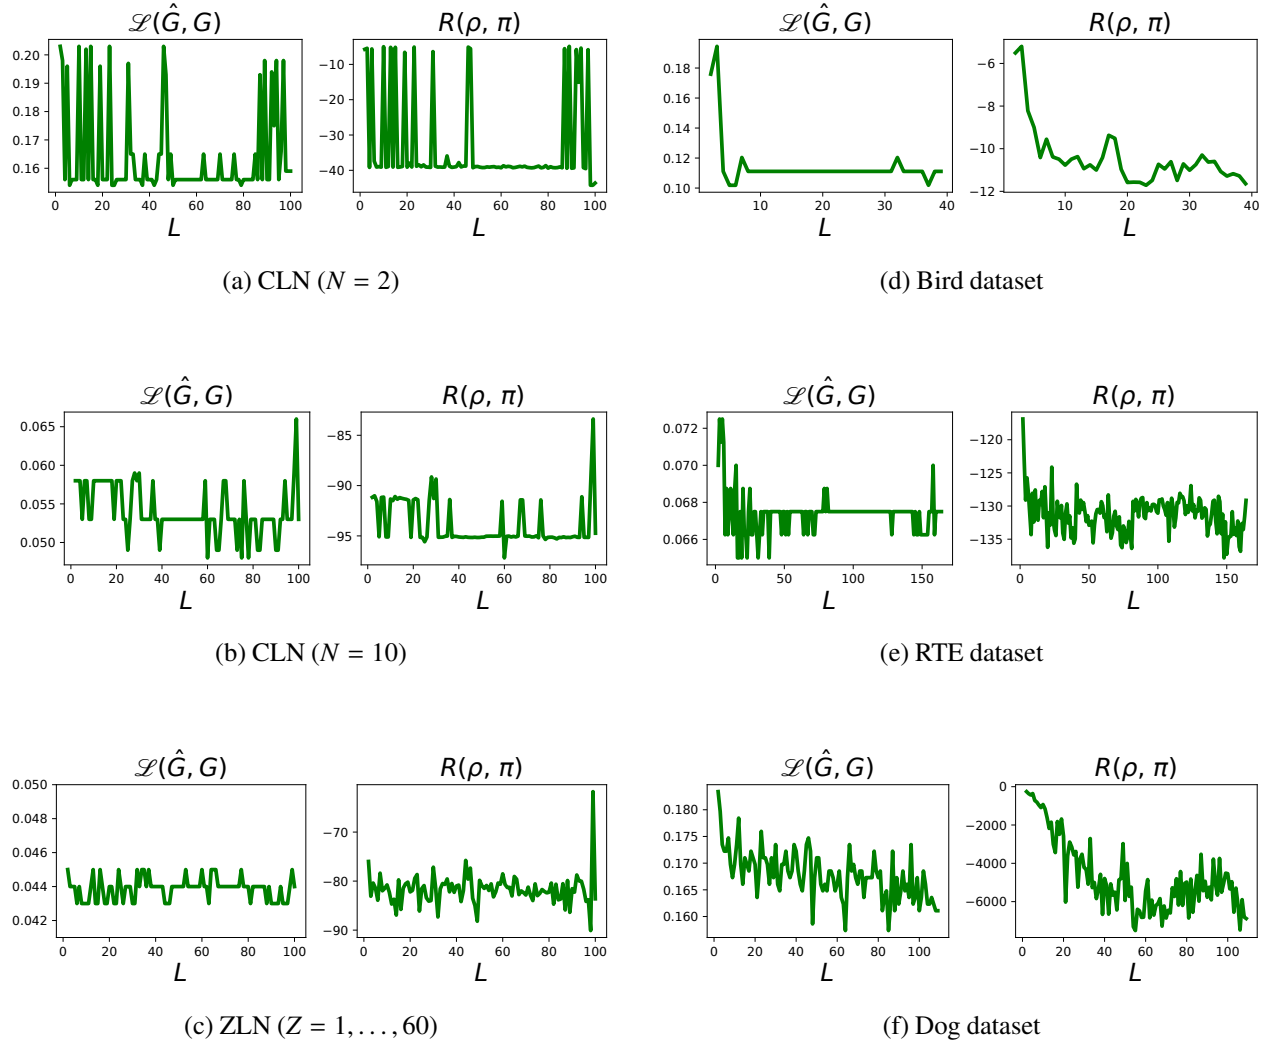 ℒ(Ĝ, G)
0.20
0.19
0.18
0.17
0.16
0 20 40 60 80 100
L
R(ρ, π)
−10
−20
−30
−40
0 20 40 60 80 100
L
(a) CLN (N = 2)
ℒ(Ĝ, G)
0.18
0.16
0.14
0.12
0.10
10 20 30 40
L
R(ρ, π)
−6
−8
−10
−12
10 20 30 40
L
(d) Bird dataset
ℒ(Ĝ, G)
0.065
0.060
0.055
0.050
0 20 40 60 80 100
L
R(ρ, π)
−85
−90
−95
0 20 40 60 80 100
L
(b) CLN (N = 10)
ℒ(Ĝ, G)
0.072
0.070
0.068
0.066
0 50 100 150
L
R(ρ, π)
−120
−125
−130
−135
0 50 100 150
L
(e) RTE dataset
ℒ(Ĝ, G)
0.050
0.048
0.046
0.044
0.042
0 20 40 60 80 100
L
R(ρ, π)
−70
−80
−90
0 20 40 60 80 100
L
(c) ZLN (Z = 1, . . . , 60)
ℒ(Ĝ, G)
0.180
0.175
0.170
0.165
0.160
0 20 40 60 80 100
L
R(ρ, π)
0
−2000
−4000
−6000
0 20 40 60 80 100
L
(f) Dog dataset